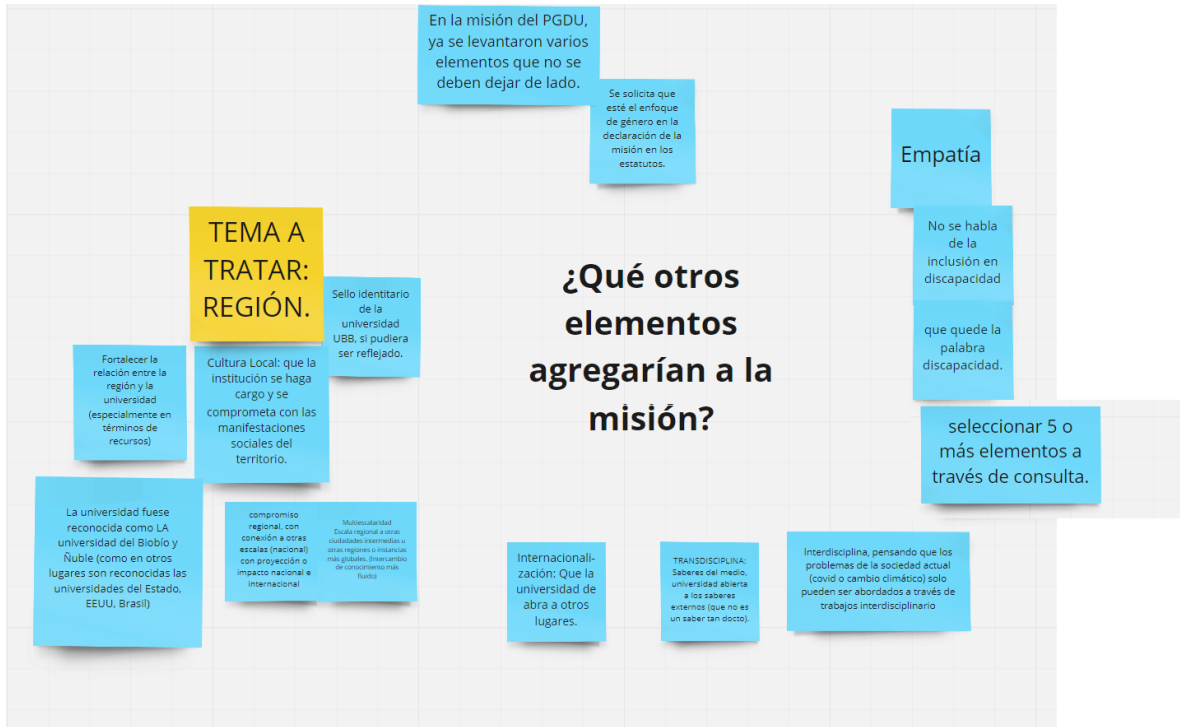 En la misión del PGDU,
ya se levantaron varios
elementos que no se
deben dejar de lado.
Se solicita que
esté el enfoque
de género en la
declaración de la
misión en los
estatutos.
Empatía
No se habla
de la
inclusión en
discapacidad
que quede la
palabra
discapacidad.
seleccionar 5 o
más elementos a
través de consulta.
TEMA A
TRATAR:
REGIÓN.
Sello identitario
de la
universidad
UBB, si pudiera
ser reflejado.
¿Qué otros
elementos
agregarían a la
misión?
Fortalecer la
relación entre la
región y la
universidad
(especialmente en
términos de
recursos)
Cultura Local: que la
institución se haga
cargo y se
comprometa con las
manifestaciones
sociales del
territorio.
La universidad fuese
reconocida como LA
universidad del Biobío y
Ñuble (como en otros
lugares son reconocidas las
universidades del Estado,
EEUU, Brasil)
compromiso
regional, con
conexión a otras
escalas (nacional)
con proyección o
impacto nacional e
internacional
Multiescalaridad
Escala regional a otras
ciudades intermedias u
otras regiones o instancias
más globales. (Intercambio
de conocimiento más
fluido)
Internacionali-
zación: Que la
universidad de
abra a otros
lugares.
TRANSDISCIPLINA:
Saberes del medio,
universidad abierta
a los saberes
externos (que no es
un saber tan docto).
Interdisciplina, pensando que los
problemas de la sociedad actual
(covid o cambio climático) solo
pueden ser abordados a través de
trabajos interdisciplinario